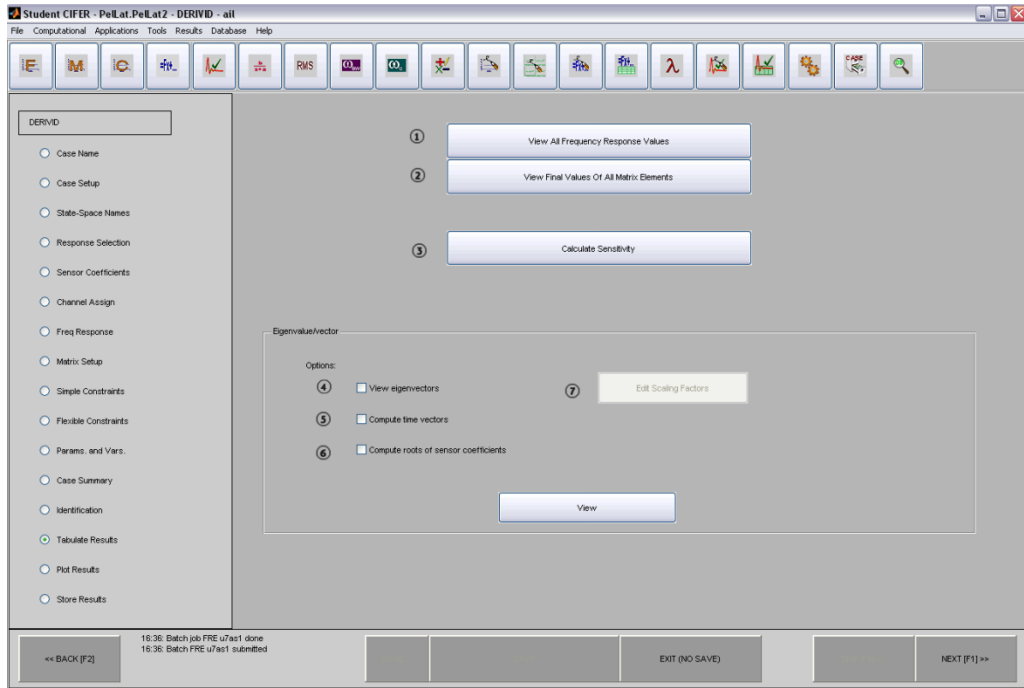 Student CIFER - PelLat.PelLat2 - DERIVID - ail
File Computational Applications Tools Results Database Help
E. M. C. RMS CASE
DERIVID
Case Name
Case Setup
State-Space Names
Response Selection
Sensor Coefficients
Channel Assign
Freq Response
Matrix Setup
Simple Constraints
Flexible Constraints
Params. and Vars.
Case Summary
Identification
Tabulate Results
Plot Results
Store Results
1 View All Frequency Response Values
2 View Final Values Of All Matrix Elements
3 Calculate Sensitivity
Eigenvalue/vector
Options:
4 View eigenvectors
7 Edit Scaling Factors
5 Compute time vectors
6 Compute roots of sensor coefficients
View
<< BACK [F2]
16:36: Batch job FRE u7as1 done
16:36: Batch FRE u7as1 submitted
EXIT (NO SAVE)
NEXT [F1] >>